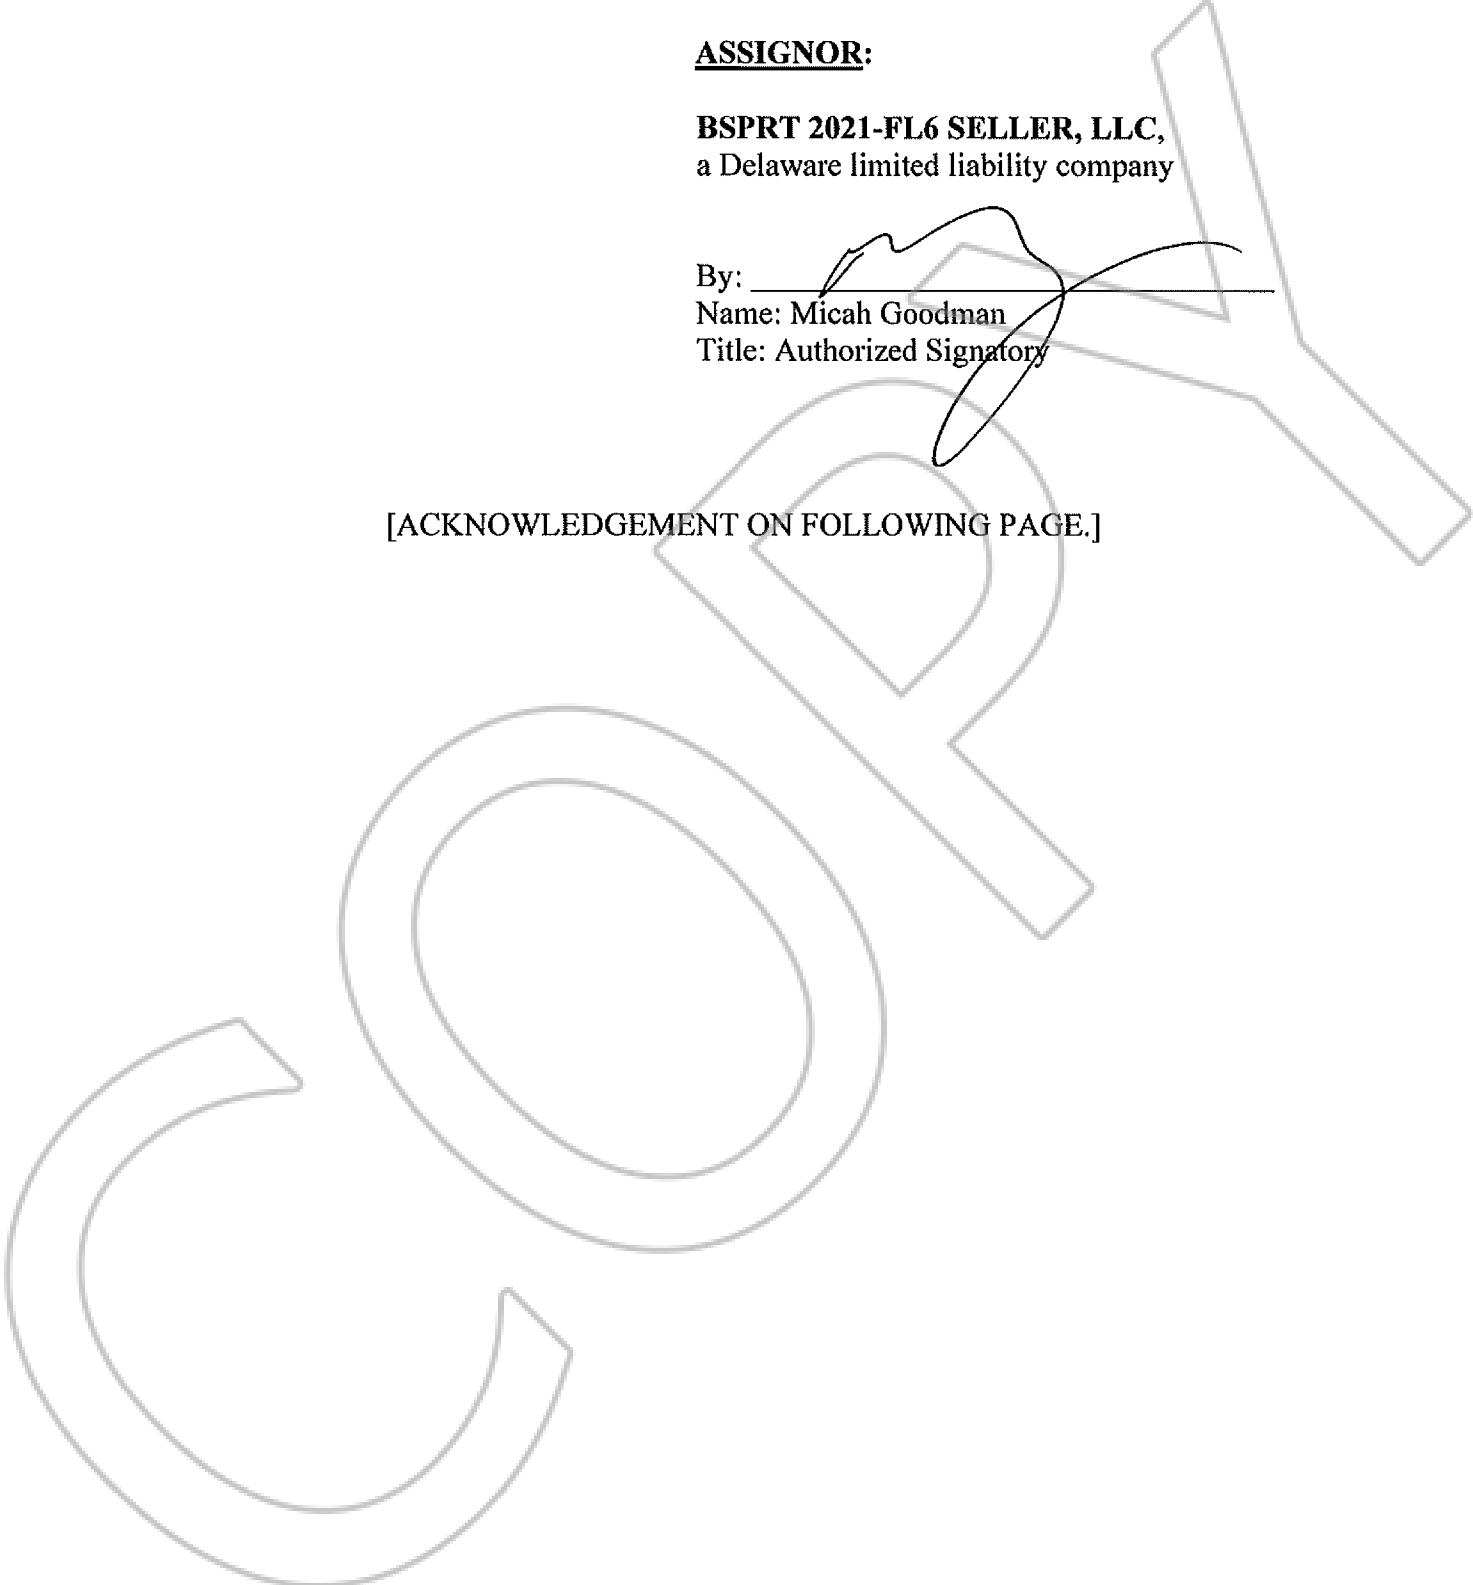 ASSIGNOR:
BSPRT 2021-FL6 SELLER, LLC,
a Delaware limited liability company
By:
Name: Micah Goodman
Title: Authorized Signatory
[ACKNOWLEDGEMENT ON FOLLOWING PAGE.]
COPY